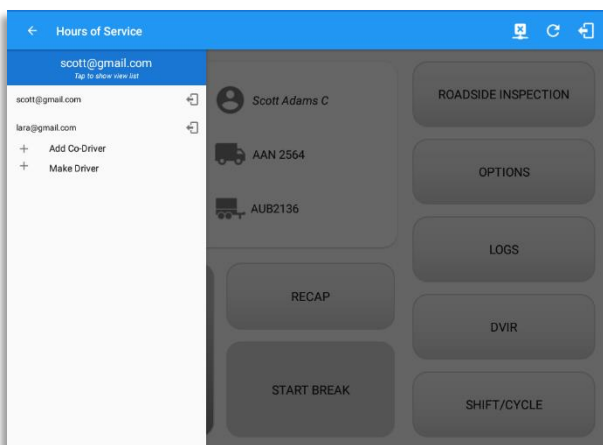 Hours of Service
scott@gmail.com
Tap to show view list
scott@gmail.com
lara@gmail.com
Add Co-Driver
Make Driver
Scott Adams C
AAN 2564
AUB2136
RECAP
START BREAK
ROADSIDE INSPECTION
OPTIONS
LOGS
DVIR
SHIFT/CYCLE